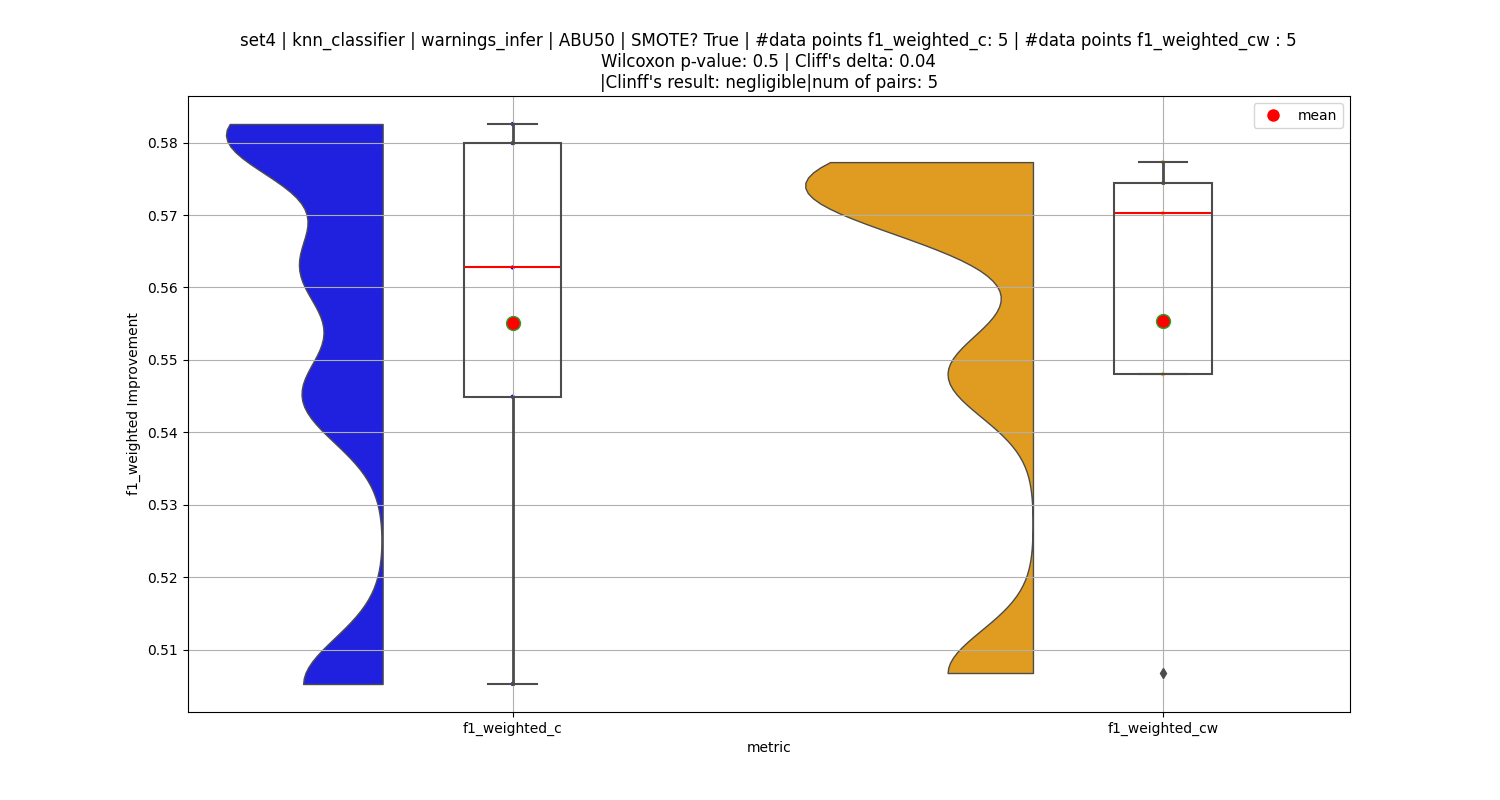 set4 | knn_classifier | warnings_infer | ABU50 | SMOTE? True | #data points f1_weighted_c: 5 | #data points f1_weighted_cw : 5
Wilcoxon p-value: 0.5 | Cliff's delta: 0.04
|Clinff's result: negligible|num of pairs: 5
mean
0.58
0.57
0.56
0.55
0.54
0.53
0.52
0.51
f1_weighted Improvement
f1_weighted_c
f1_weighted_cw
metric